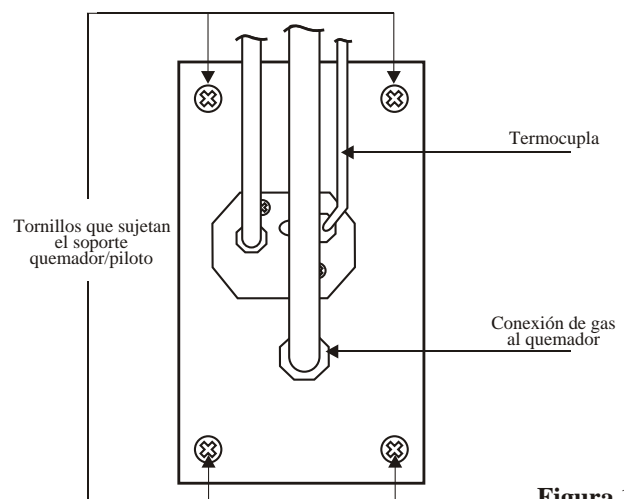 Termocupla
Tornillos que sujetan
el soporte
quemador/piloto
Conexión de gas
al quemador
Figura